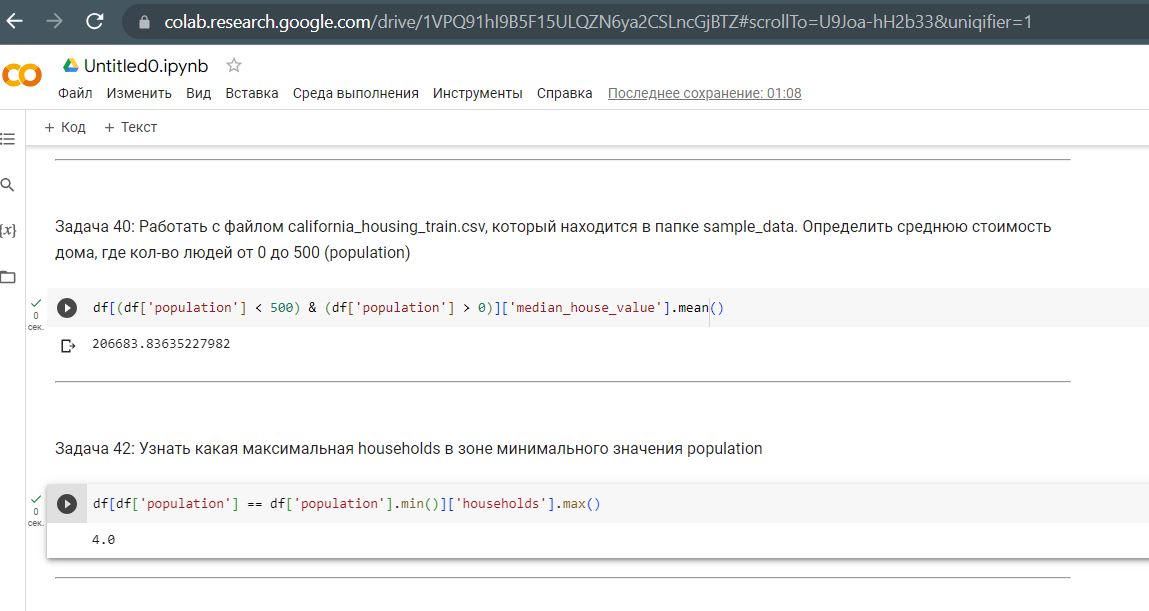 colab.research.google.com/drive/1VPQ91hI9B5F15ULQZN6ya2CSLncGjBTZ#scrollTo=U9Joa-hH2b33&uniqifier=1
Untitled0.ipynb
Файл Изменить Вид Вставка Среда выполнения Инструменты Справка Последнее сохранение: 01:08
+ Код + Текст
Задача 40: Работать с файлом california_housing_train.csv, который находится в папке sample_data. Определить среднюю стоимость
дома, где кол-во людей от 0 до 500 (population)
df[(df['population'] < 500) & (df['population'] > 0)]['median_house_value'].mean()
0
сек.
206683.83635227982
Задача 42: Узнать какая максимальная households в зоне минимального значения population
df[df['population'] == df['population'].min()]['households'].max()
0
сек.
4.0
{x}